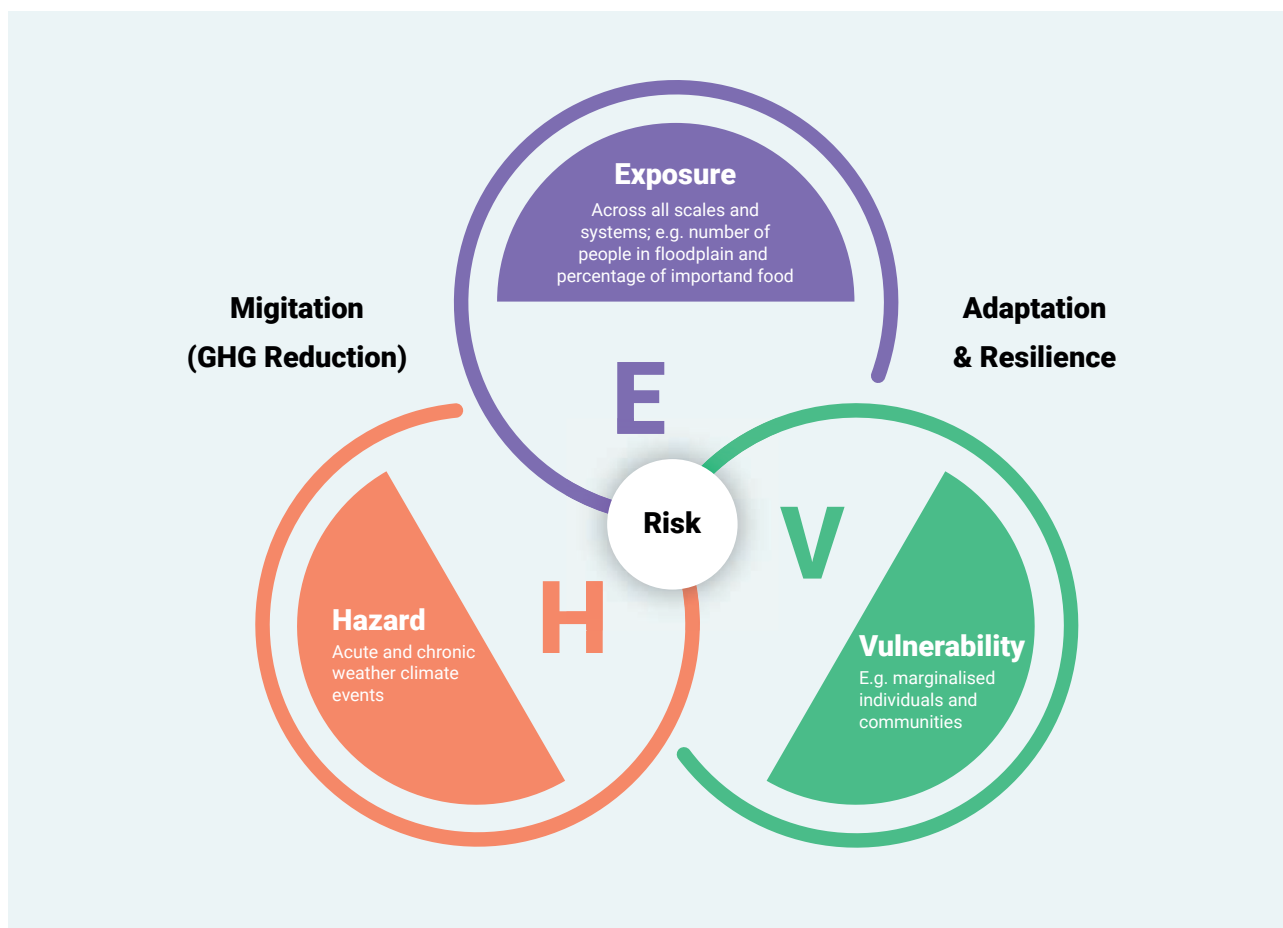 Exposure
Across all scales and
systems; e.g. number of
people in floodplain and
percentage of importand food
Migitation
(GHG Reduction)
Adaptation
& Resilience
E
Risk
V
H
Hazard
Acute and chronic
weather climate
events
Vulnerability
E.g. marginalised
individuals and
communities